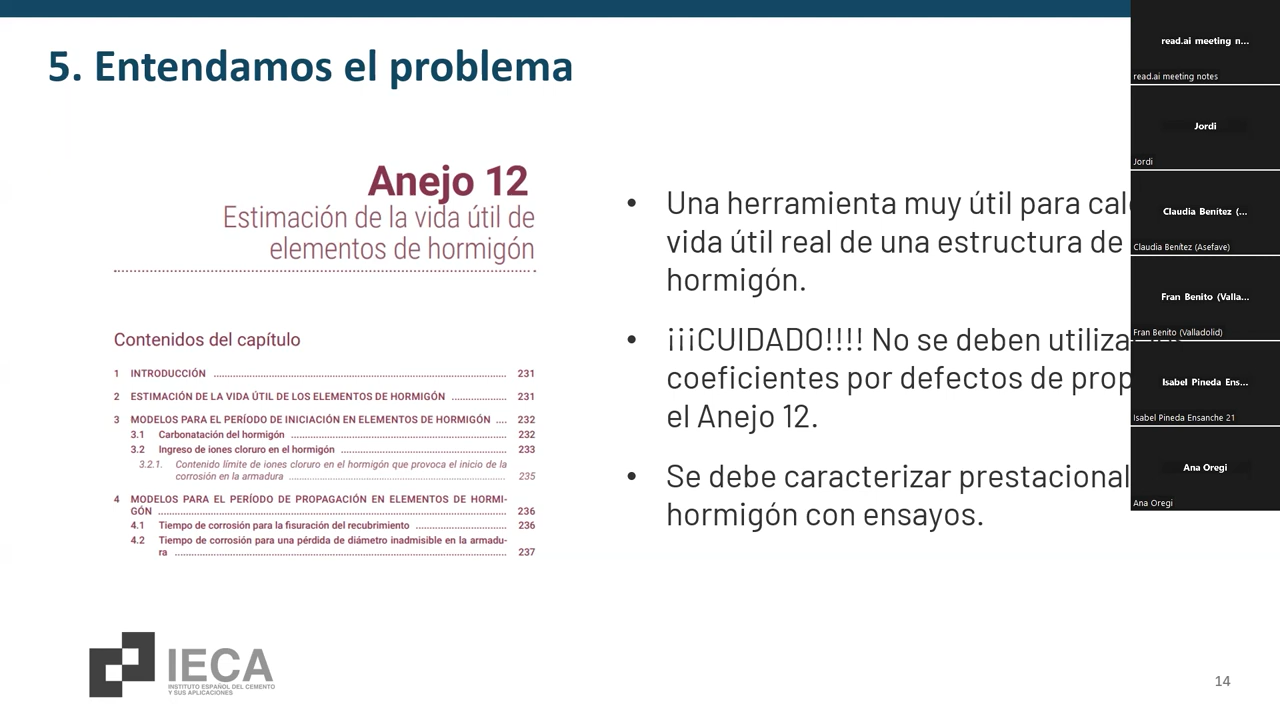 5. Entendamos el problema
Anejo 12
Estimación de la vida útil de
elementos de hormigón
Contenidos del capítulo
1 INTRODUCCIÓN 231
2 ESTIMACIÓN DE LA VIDA ÚTIL DE LOS ELEMENTOS DE HORMIGÓN 231
3 MODELOS PARA EL PERÍODO DE INICIACIÓN EN ELEMENTOS DE HORMIGÓN 232
3.1 Carbonatación del hormigón 232
3.2 Ingreso de iones cloruro en el hormigón 233
3.2.1. Contenido límite de iones cloruro en el hormigón que provoca el inicio de la
corrosión en la armadura 235
4 MODELOS PARA EL PERÍODO DE PROPAGACIÓN EN ELEMENTOS DE HORMI-
GÓN 236
4.1 Tiempo de corrosión para la fisuración del recubrimiento 236
4.2 Tiempo de corrosión para una pérdida de diámetro inadmisible en la armadu-
ra 237
• Una herramienta muy útil para
vida útil real de una estructura de
hormigón.
• ¡¡¡CUIDADO!!!! No se deben
coeficientes por defectos de
el Anejo 12.
• Se debe caracterizar
hormigón con ensayos.
IECA
INSTITUTO ESPAÑOL DEL CEMENTO
Y SUS APLICACIONES
14
read.ai meeting n...
read.ai meeting notes
Jordi
Jordi
Claudia Benítez (...
Claudia Benítez (Asefave)
Fran Benito (Valla...
Fran Benito (Valladolid)
Isabel Pineda Ens...
Isabel Pineda Ensanche 21
Ana Oregi
Ana Oregi